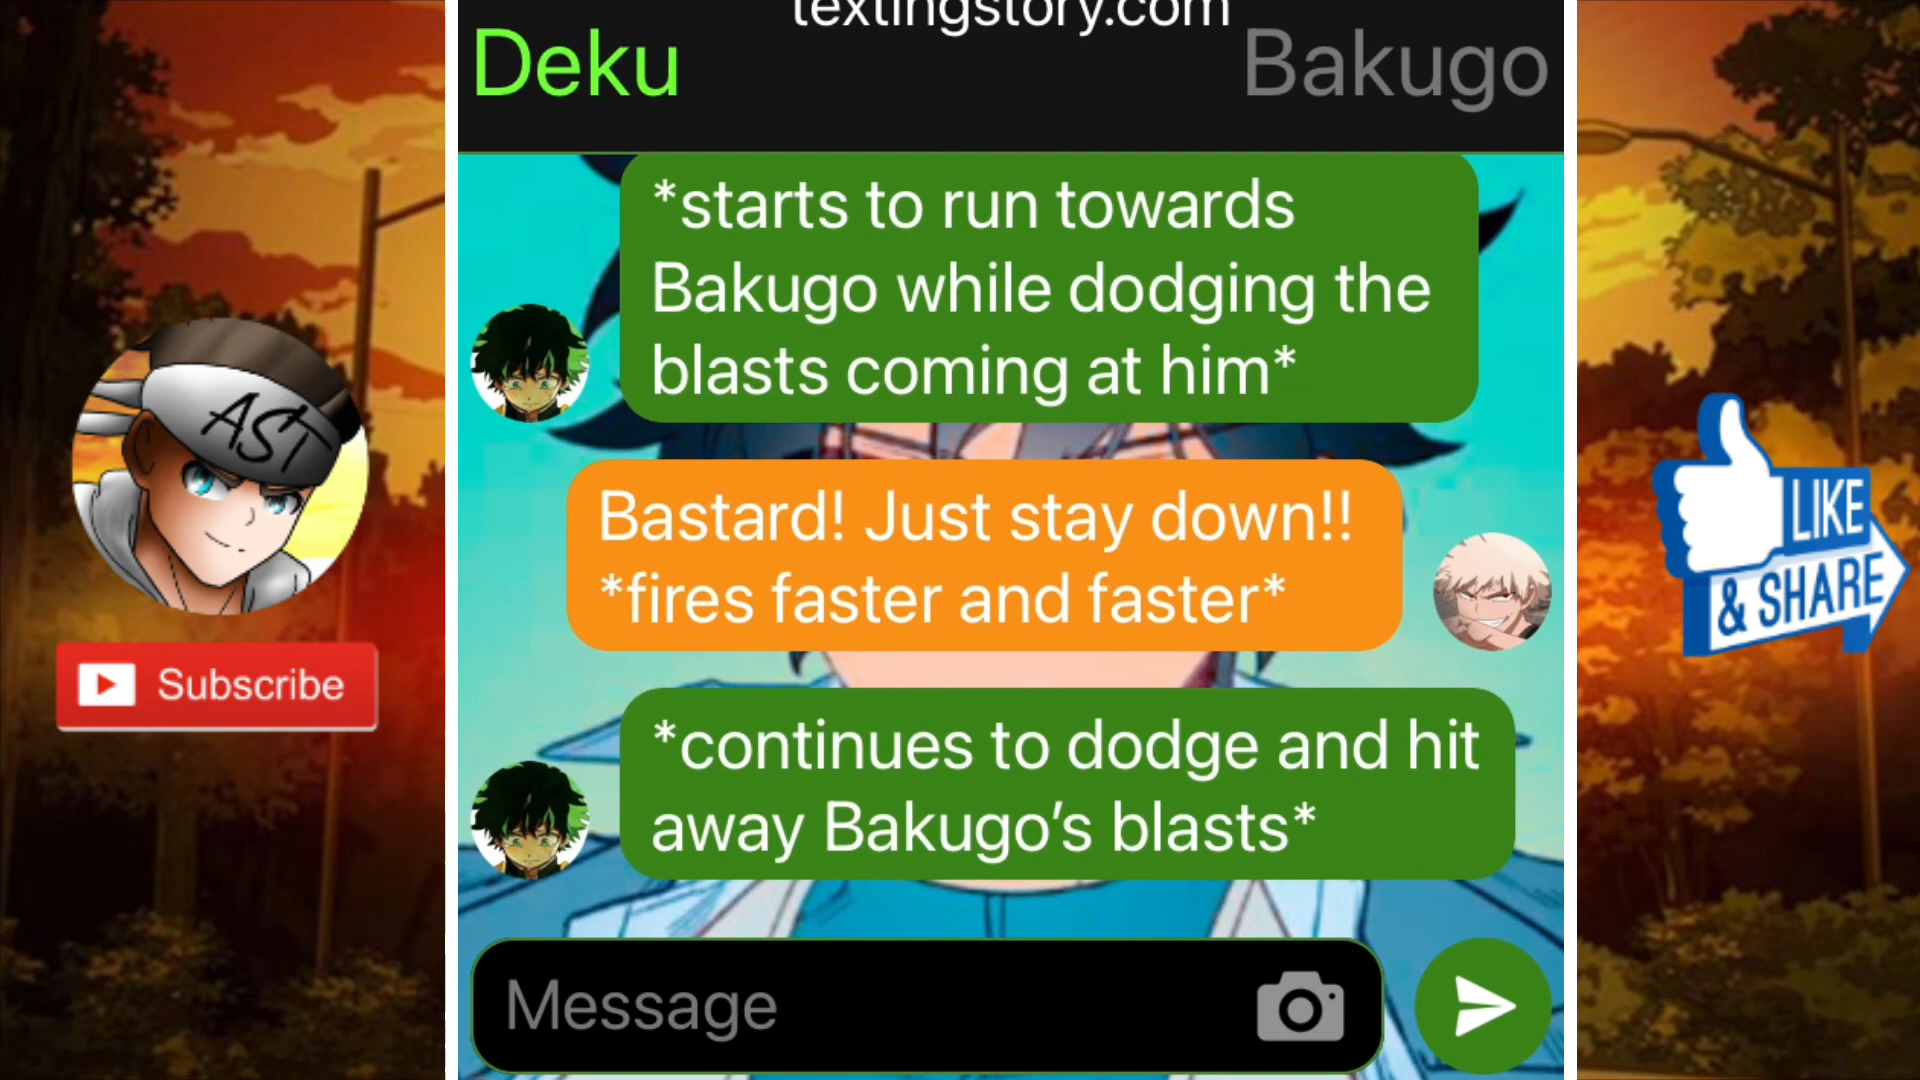 textingstory.com
Deku
Bakugo
*starts to run towards
Bakugo while dodging the
blasts coming at him*
Bastard! Just stay down!!
*fires faster and faster*
*continues to dodge and hit
away Bakugo’s blasts*
Message
AST
Subscribe
LIKE
& SHARE